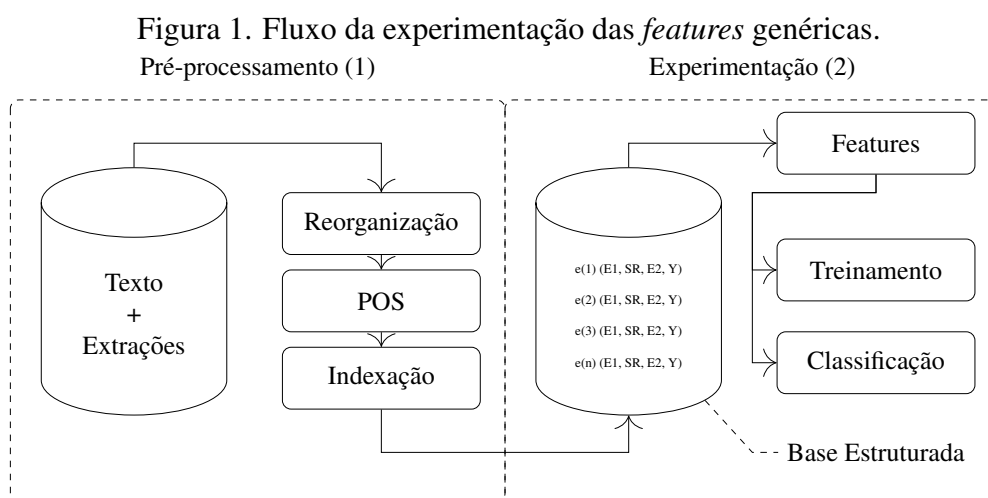 Figura 1. Fluxo da experimentação das features genéricas.
Pré-processamento (1)
Experimentação (2)
Texto
+
Extrações
Reorganização
POS
Indexação
e(1) (E1, SR, E2, Y)
e(2) (E1, SR, E2, Y)
e(3) (E1, SR, E2, Y)
e(n) (E1, SR, E2, Y)
Features
Treinamento
Classificação
Base Estruturada